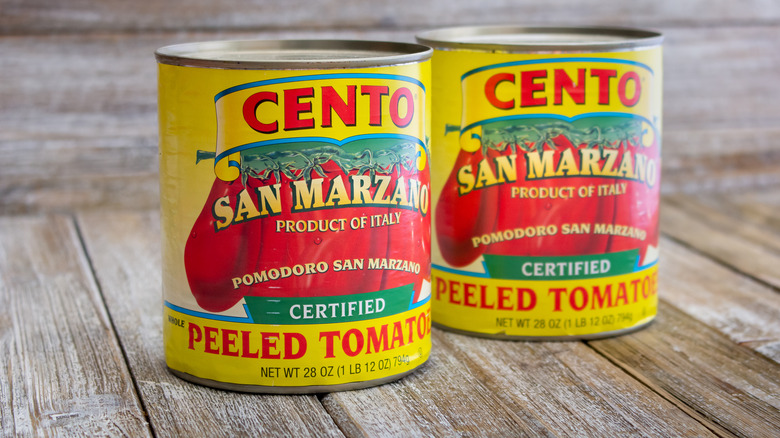 CENTO
SAN MARZANO
PRODUCT OF ITALY
POMODORO SAN MARZANO
CERTIFIED
WHOLE
PEELED TOMATOES
NET WT 28 OZ (1 LB 12 OZ) 794g
CENTO
SAN MARZANO
PRODUCT OF ITALY
POMODORO SAN MARZANO
CERTIFIED
PEELED TOMATOES
NET WT 28 OZ (1 LB 12 OZ) 794g